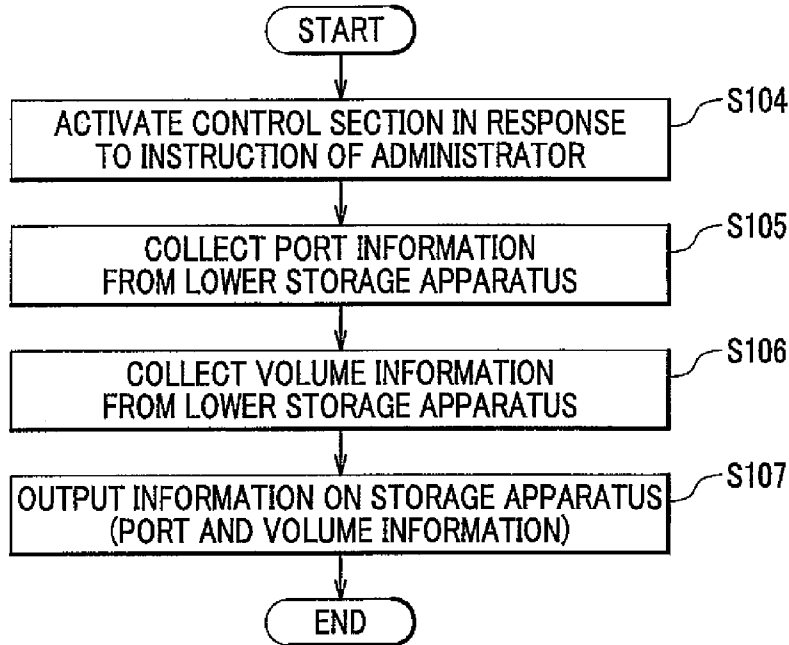 START
S104
ACTIVATE CONTROL SECTION IN RESPONSE
TO INSTRUCTION OF ADMINISTRATOR
S105
COLLECT PORT INFORMATION
FROM LOWER STORAGE APPARATUS
S106
COLLECT VOLUME INFORMATION
FROM LOWER STORAGE APPARATUS
S107
OUTPUT INFORMATION ON STORAGE APPARATUS
(PORT AND VOLUME INFORMATION)
END